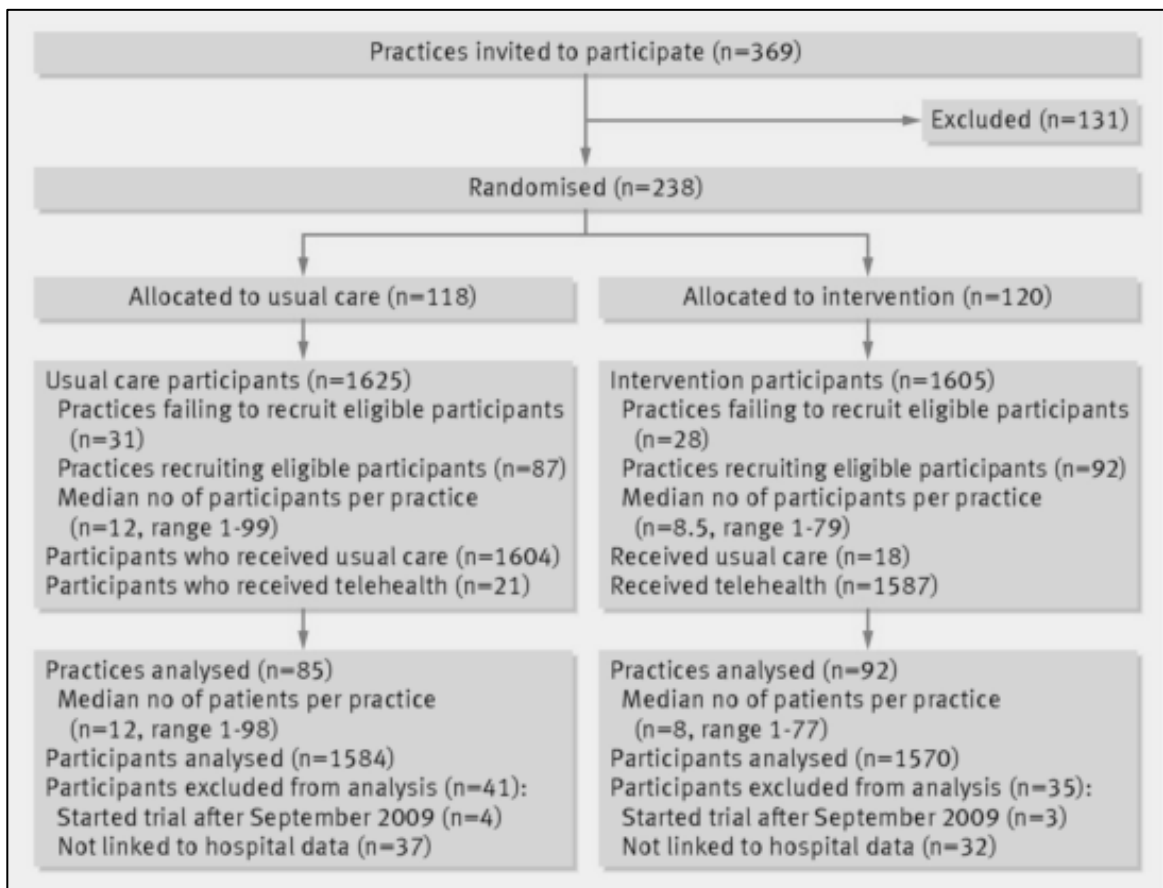 Practices invited to participate (n=369)
Excluded (n=131)
Randomised (n=238)
Allocated to usual care (n=118)
Allocated to intervention (n=120)
Usual care participants (n=1625)
Practices failing to recruit eligible participants
(n=31)
Practices recruiting eligible participants (n=87)
Median no of participants per practice
(n=12, range 1-99)
Participants who received usual care (n=1604)
Participants who received telehealth (n=21)
Intervention participants (n=1605)
Practices failing to recruit eligible participants
(n=28)
Practices recruiting eligible participants (n=92)
Median no of participants per practice
(n=8.5, range 1-79)
Received usual care (n=18)
Received telehealth (n=1587)
Practices analysed (n=85)
Median no of patients per practice
(n=12, range 1-98)
Participants analysed (n=1584)
Participants excluded from analysis (n=41):
Started trial after September 2009 (n=4)
Not linked to hospital data (n=37)
Practices analysed (n=92)
Median no of patients per practice
(n=8, range 1-77)
Participants analysed (n=1570)
Participants excluded from analysis (n=35):
Started trial after September 2009 (n=3)
Not linked to hospital data (n=32)